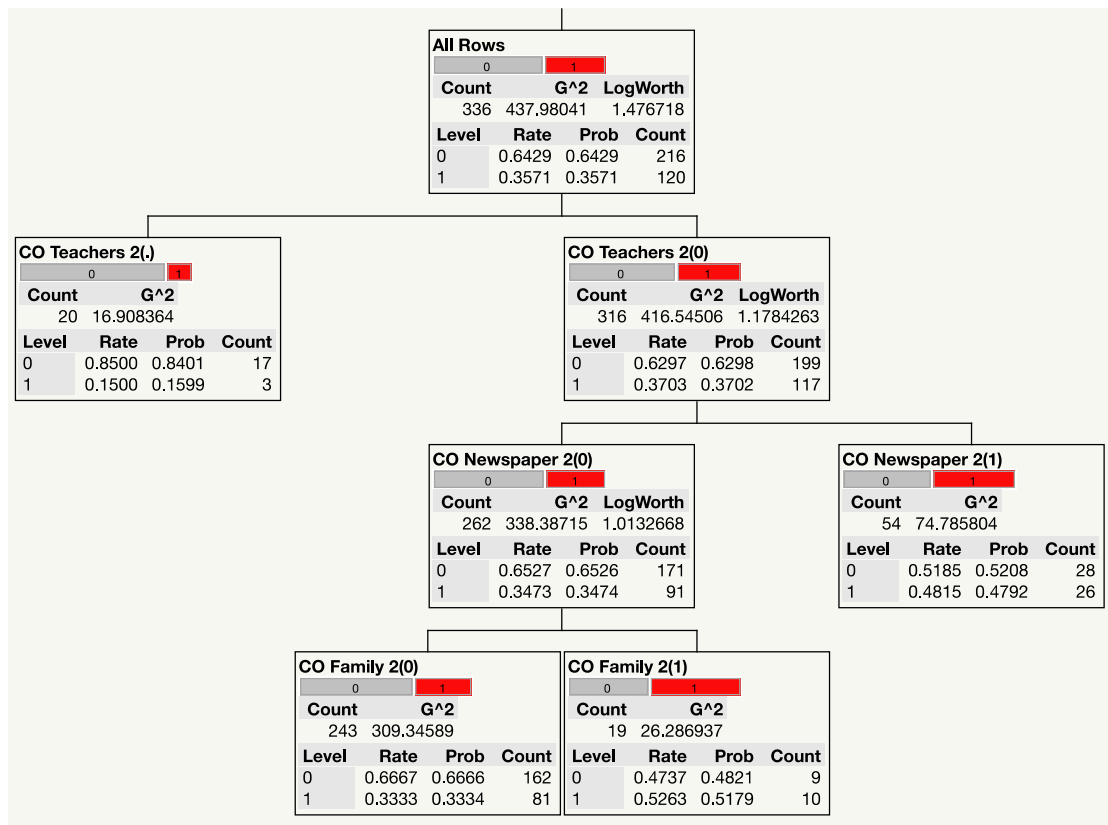 All Rows
0 1
Count G^2 LogWorth
336 437.98041 1.476718
Level Rate Prob Count
0 0.6429 0.6429 216
1 0.3571 0.3571 120
CO Teachers 2(.)
0 1
Count G^2
20 16.908364
Level Rate Prob Count
0 0.8500 0.8401 17
1 0.1500 0.1599 3
CO Teachers 2(0)
0 1
Count G^2 LogWorth
316 416.54506 1.1784263
Level Rate Prob Count
0 0.6297 0.6298 199
1 0.3703 0.3702 117
CO Newspaper 2(0)
0 1
Count G^2 LogWorth
262 338.38715 1.0132668
Level Rate Prob Count
0 0.6527 0.6526 171
1 0.3473 0.3474 91
CO Newspaper 2(1)
0 1
Count G^2
54 74.785804
Level Rate Prob Count
0 0.5185 0.5208 28
1 0.4815 0.4792 26
CO Family 2(0)
0 1
Count G^2
243 309.34589
Level Rate Prob Count
0 0.6667 0.6666 162
1 0.3333 0.3334 81
CO Family 2(1)
0 1
Count G^2
19 26.286937
Level Rate Prob Count
0 0.4737 0.4821 9
1 0.5263 0.5179 10